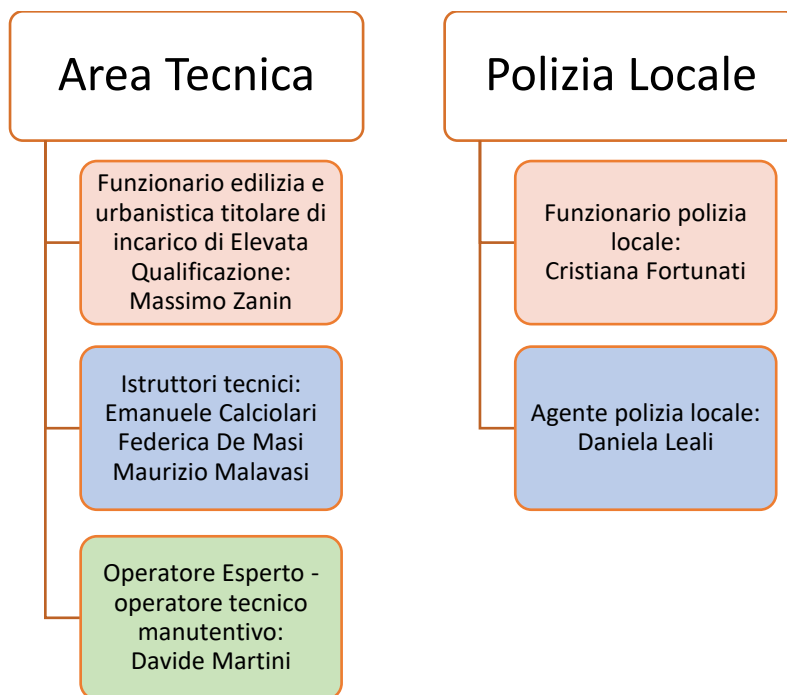 Area Tecnica
Funzionario edilizia e
urbanistica titolare di
incarico di Elevata
Qualificazione:
Massimo Zanin
Istruttori tecnici:
Emanuele Calciolari
Federica De Masi
Maurizio Malavasi
Operatore Esperto -
operatore tecnico
manutentivo:
Davide Martini
Polizia Locale
Funzionario polizia
locale:
Cristiana Fortunati
Agente polizia locale:
Daniela Leali